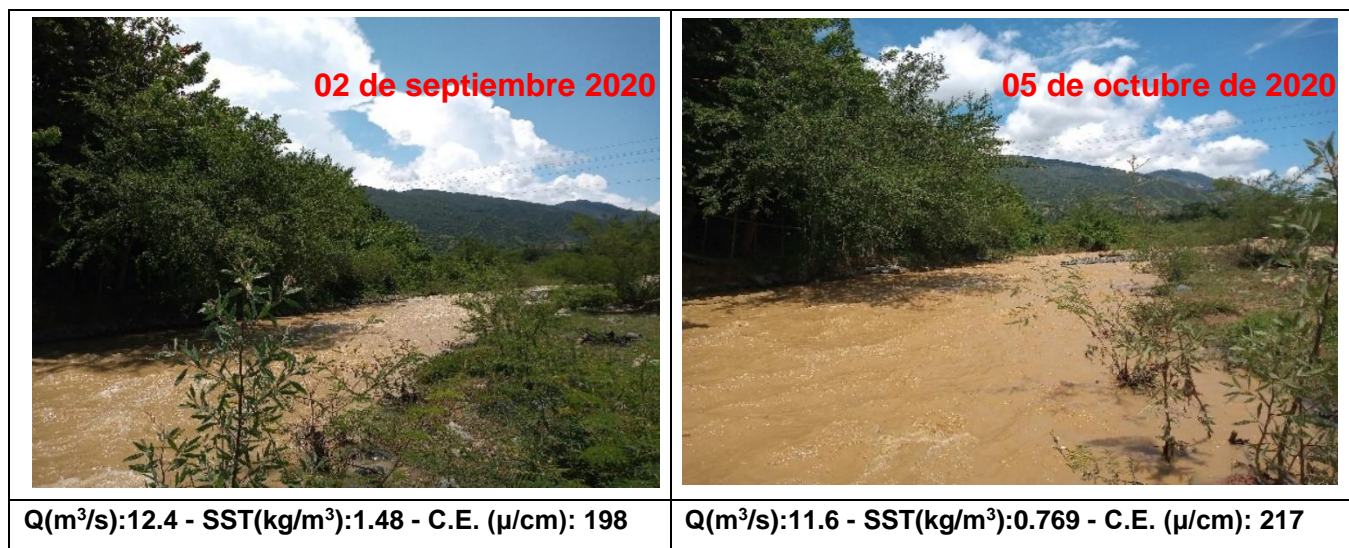 02 de septiembre 2020
05 de octubre de 2020
Q(m³/s):12.4 - SST(kg/m³):1.48 - C.E. (µ/cm): 198
Q(m³/s):11.6 - SST(kg/m³):0.769 - C.E. (µ/cm): 217